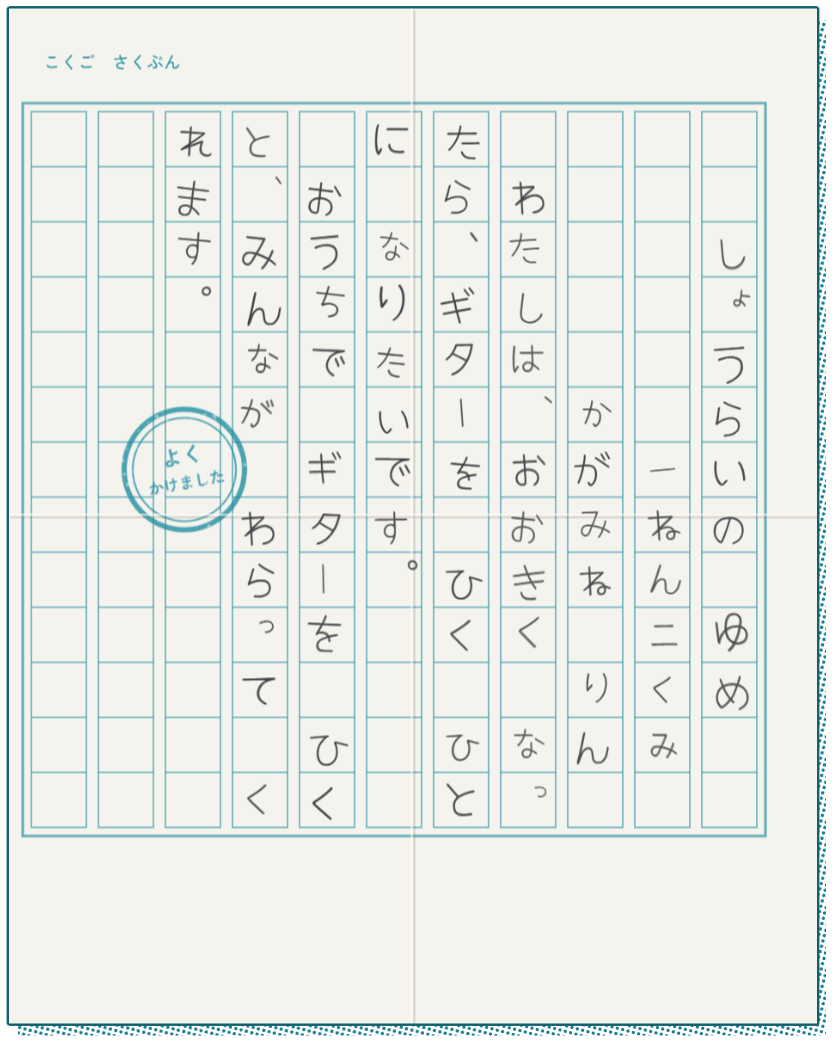 こくご　さくぶん
しょうらいの　ゆめ
一ねん二くみ
かがみね　りん
わたしは、おおきく　なっ
たら、ギターを　ひく　ひと
に　なりたいです。
おうちで　ギターを　ひく
と、みんなが　わらって　く
れます。
よく
かけました